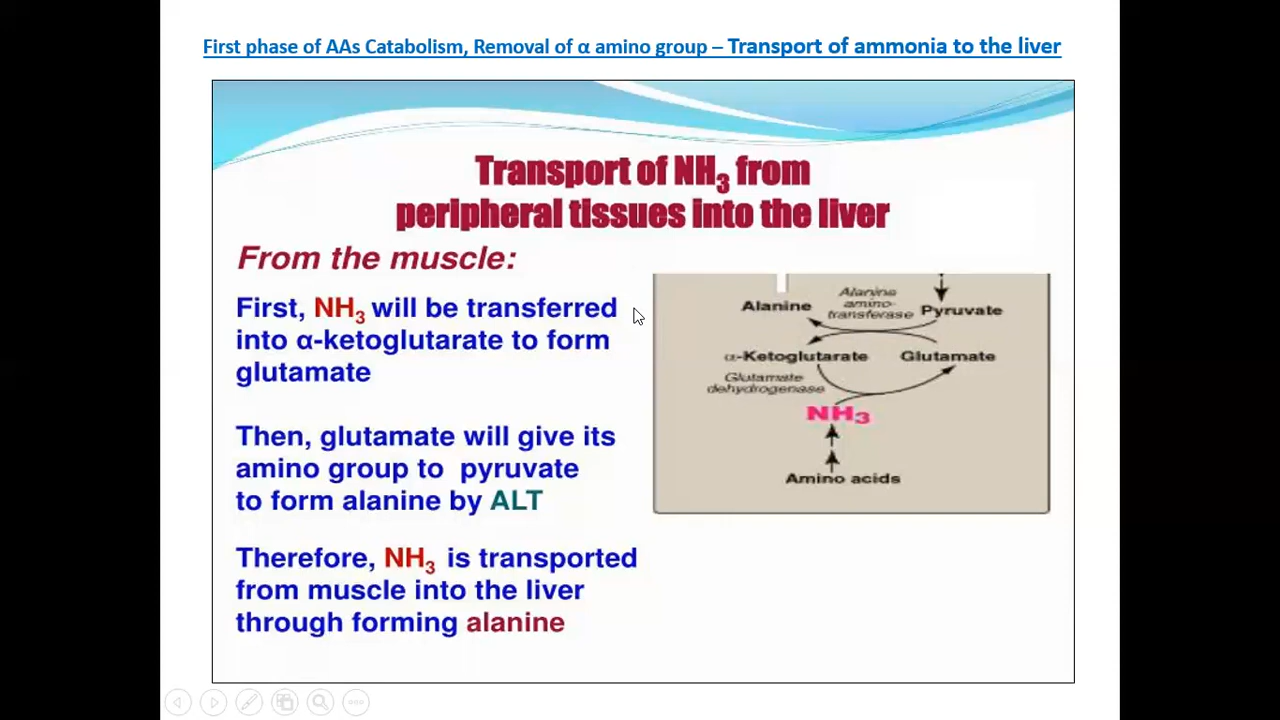 First phase of AAs Catabolism, Removal of α amino group – Transport of ammonia to the liver
Transport of NH3 from
peripheral tissues into the liver
From the muscle:
First, NH3 will be transferred
into α-ketoglutarate to form
glutamate
Then, glutamate will give its
amino group to pyruvate
to form alanine by ALT
Therefore, NH3 is transported
from muscle into the liver
through forming alanine
Alanine
Alanine
amino-
transferase
Pyruvate
α-Ketoglutarate
Glutamate
Glutamate
dehydrogenase
NH3
Amino acids